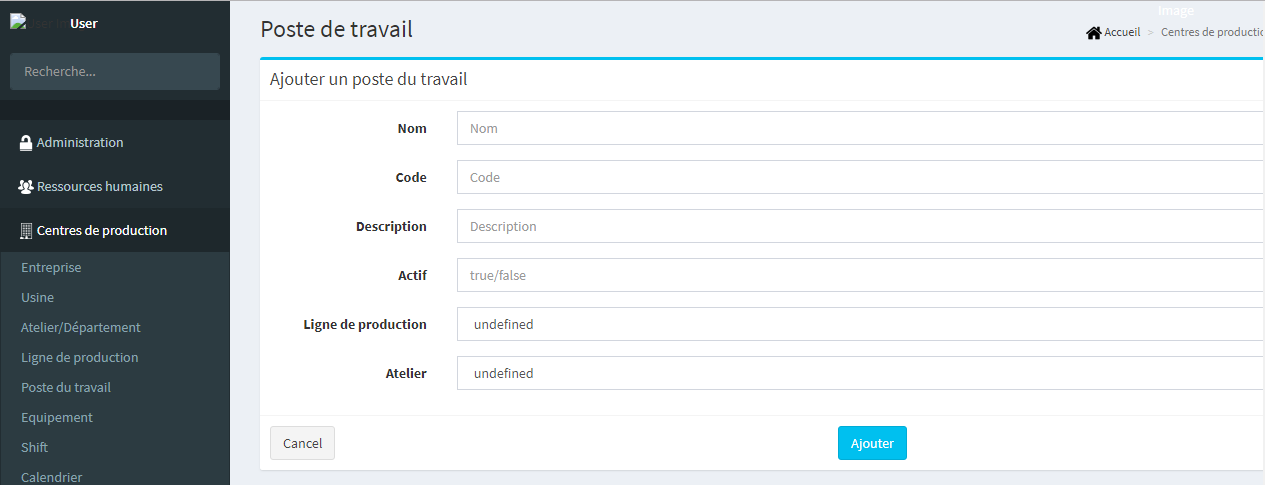 User
Recherche...
Administration
Ressources humaines
Centres de production
Entreprise
Usine
Atelier/Département
Ligne de production
Poste du travail
Equipement
Shift
Calendrier
Image
Poste de travail
Accueil > Centres de productio
Ajouter un poste du travail
Nom Nom
Code Code
Description Description
Actif true/false
Ligne de production undefined
Atelier undefined
Cancel Ajouter